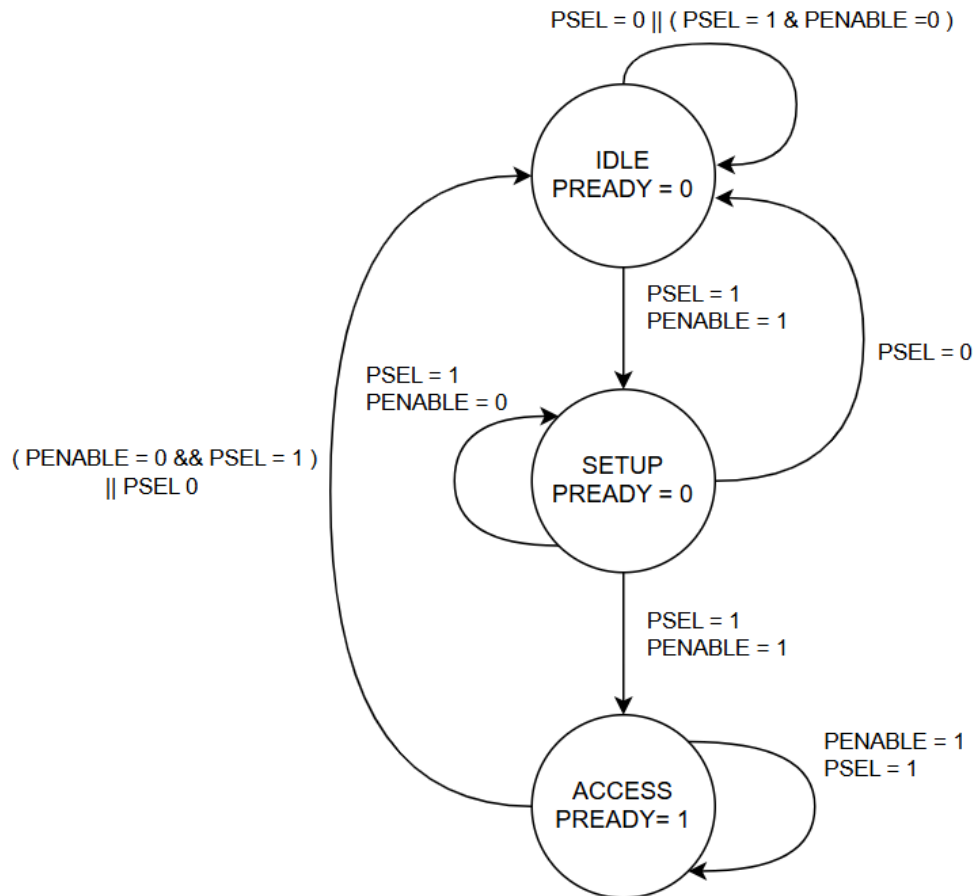 PSEL = 0 || ( PSEL = 1 & PENABLE =0 )
IDLE
PREADY = 0
PSEL = 1
PENABLE = 1
PSEL = 0
PSEL = 1
PENABLE = 0
( PENABLE = 0 && PSEL = 1 )
|| PSEL 0
SETUP
PREADY = 0
PSEL = 1
PENABLE = 1
PENABLE = 1
PSEL = 1
ACCESS
PREADY= 1